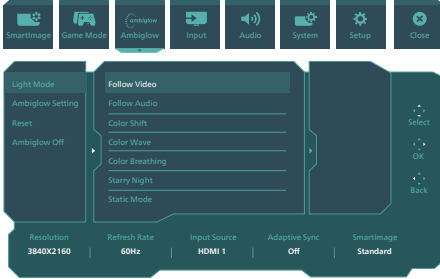 ambiglow
SmartImage Game Mode Ambiglow Input Audio System Setup Close
Light Mode
Ambiglow Setting
Reset
Ambiglow Off
Follow Video
Follow Audio
Color Shift
Color Wave
Color Breathing
Starry Night
Static Mode
Select
OK
Back
Resolution Refresh Rate Input Source Adaptive Sync SmartImage
3840X2160 | 60Hz | HDMI 1 | Off | Standard